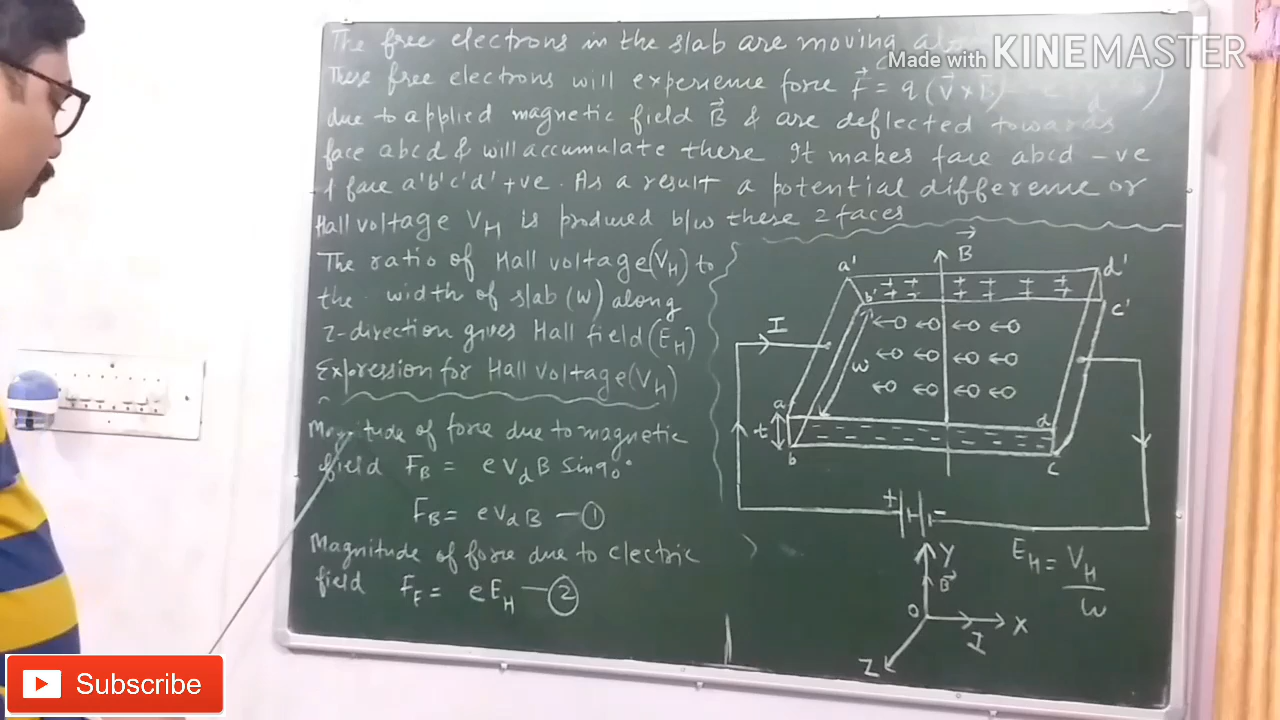 The free electrons in the slab are moving
Made with KINEMASTER
These free electrons will experiene force F⃗ = q (V⃗ x B⃗)
due to applied magnetic field B⃗ & are deflected towards
face abcd & will accumulate there It makes face abcd -ve
& face a'b'c'd' +ve. As a result a potential differene or
Hall voltage V_H is produced b/w these 2 faces
The ratio of Hall voltage (V_H) to
the width of slab (W) along
Z-direction gives Hall field (E_H)
Expression for Hall voltage (V_H)
Magnitude of force due to magnetic
field F_B = e V_d B Sin90°
F_B = e V_d B — ①
Magnitude of force due to electric
field F_E = e E_H — ②
B⃗
a' d'
b' c'
+ + + + + +
+ + + + + +
I
w
a d
t
b c
+ -
Y
B⃗
O X
I
Z
E_H = V_H
W
Subscribe